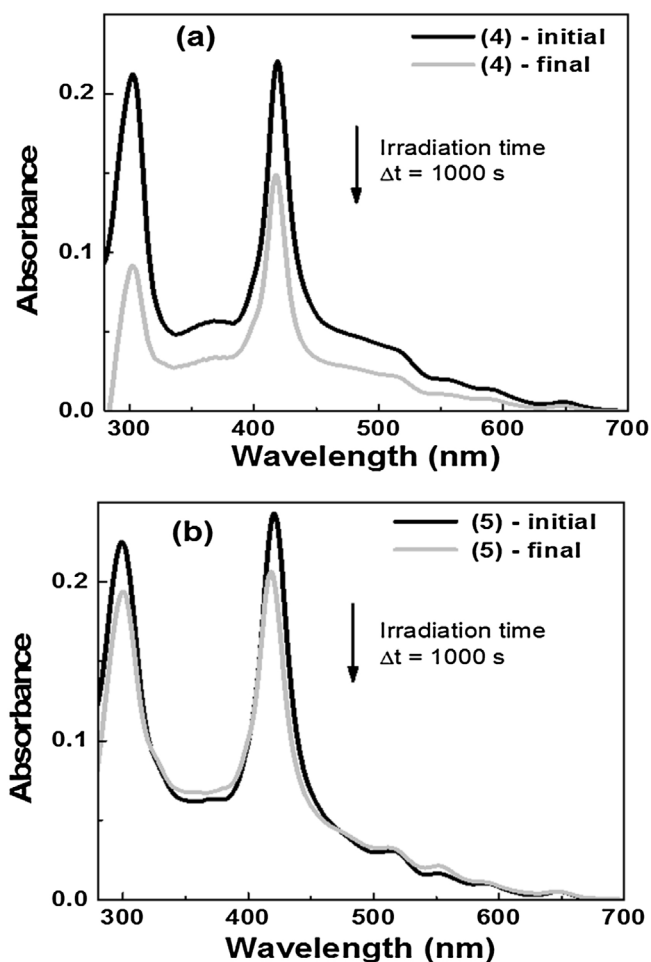 (a)
(4) - initial
(4) - final
Irradiation time
Δt = 1000 s
Absorbance
0.2
0.1
0.0
300 400 500 600 700
Wavelength (nm)
(b)
(5) - initial
(5) - final
Irradiation time
Δt = 1000 s
Absorbance
0.2
0.1
0.0
300 400 500 600 700
Wavelength (nm)